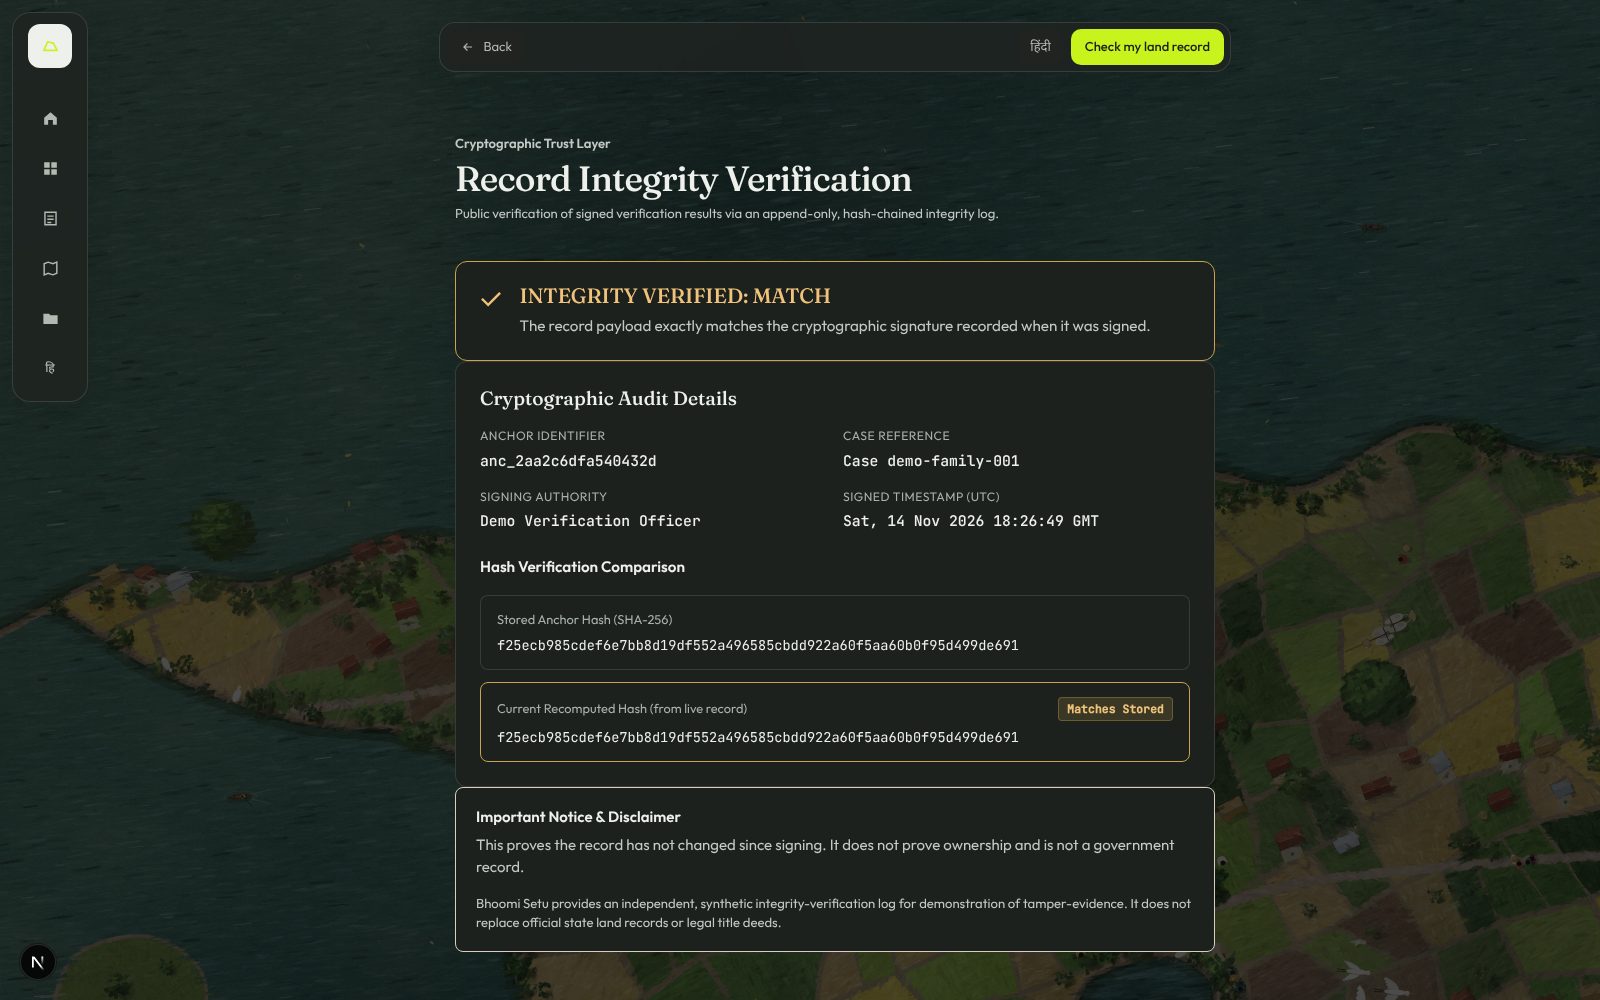 Back
हिंदी
Check my land record
हि
Cryptographic Trust Layer
Record Integrity Verification
Public verification of signed verification results via an append-only, hash-chained integrity log.
INTEGRITY VERIFIED: MATCH
The record payload exactly matches the cryptographic signature recorded when it was signed.
Cryptographic Audit Details
ANCHOR IDENTIFIER
anc_2aa2c6dfa540432d
CASE REFERENCE
Case demo-family-001
SIGNING AUTHORITY
Demo Verification Officer
SIGNED TIMESTAMP (UTC)
Sat, 14 Nov 2026 18:26:49 GMT
Hash Verification Comparison
Stored Anchor Hash (SHA-256)
f25ecb985cdef6e7bb8d19df552a496585cbdd922a60f5aa60b0f95d499de691
Current Recomputed Hash (from live record)
Matches Stored
f25ecb985cdef6e7bb8d19df552a496585cbdd922a60f5aa60b0f95d499de691
Important Notice & Disclaimer
This proves the record has not changed since signing. It does not prove ownership and is not a government
record.
Bhoomi Setu provides an independent, synthetic integrity-verification log for demonstration of tamper-evidence. It does not
replace official state land records or legal title deeds.
N